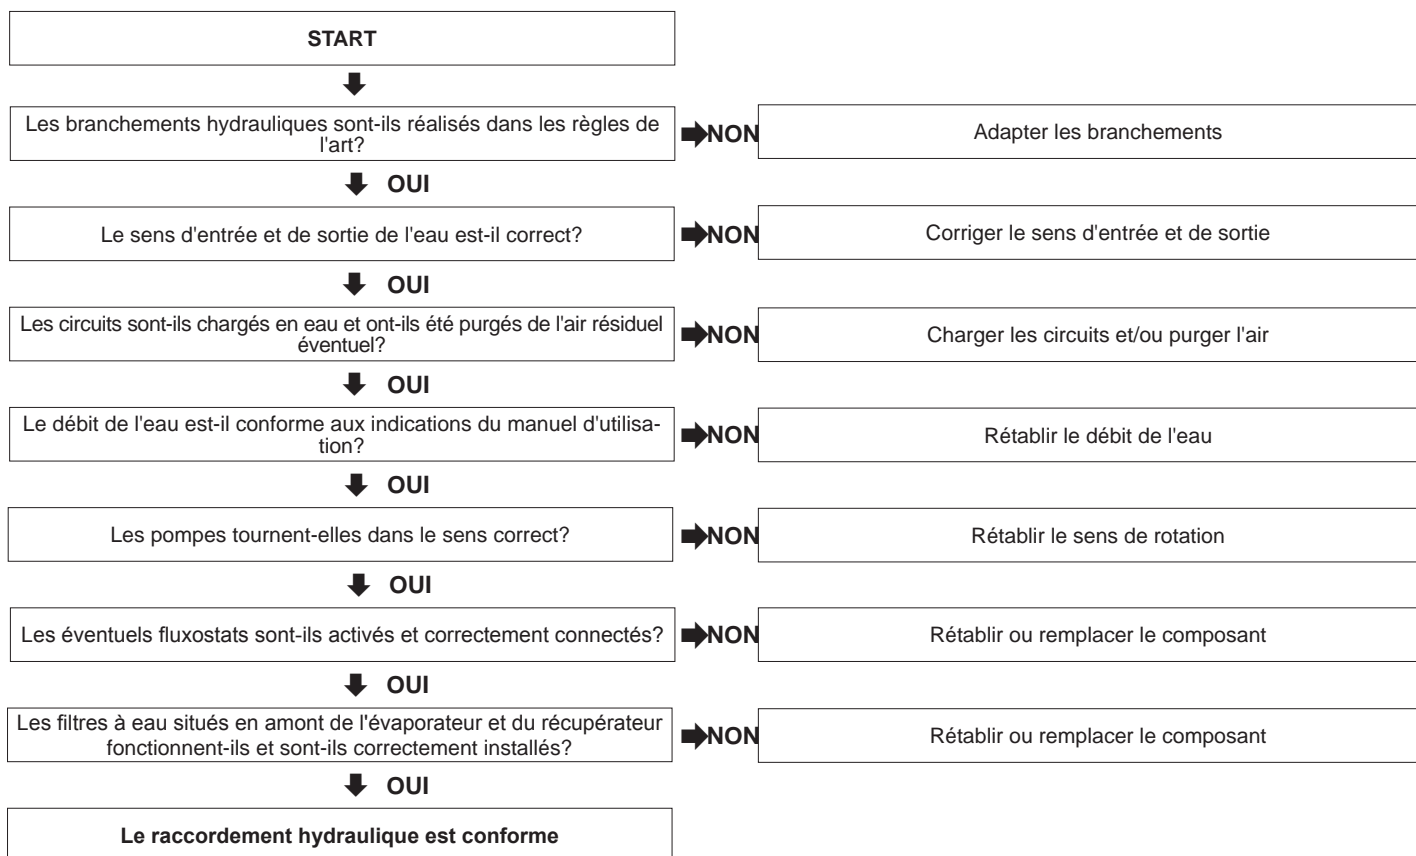 START
Les branchements hydrauliques sont-ils réalisés dans les règles de
l'art?
NON
Adapter les branchements
OUI
Le sens d'entrée et de sortie de l'eau est-il correct?
NON
Corriger le sens d'entrée et de sortie
OUI
Les circuits sont-ils chargés en eau et ont-ils été purgés de l'air résiduel
éventuel?
NON
Charger les circuits et/ou purger l'air
OUI
Le débit de l'eau est-il conforme aux indications du manuel d'utilisa-
tion?
NON
Rétablir le débit de l'eau
OUI
Les pompes tournent-elles dans le sens correct?
NON
Rétablir le sens de rotation
OUI
Les éventuels fluxostats sont-ils activés et correctement connectés?
NON
Rétablir ou remplacer le composant
OUI
Les filtres à eau situés en amont de l'évaporateur et du récupérateur
fonctionnent-ils et sont-ils correctement installés?
NON
Rétablir ou remplacer le composant
OUI
Le raccordement hydraulique est conforme